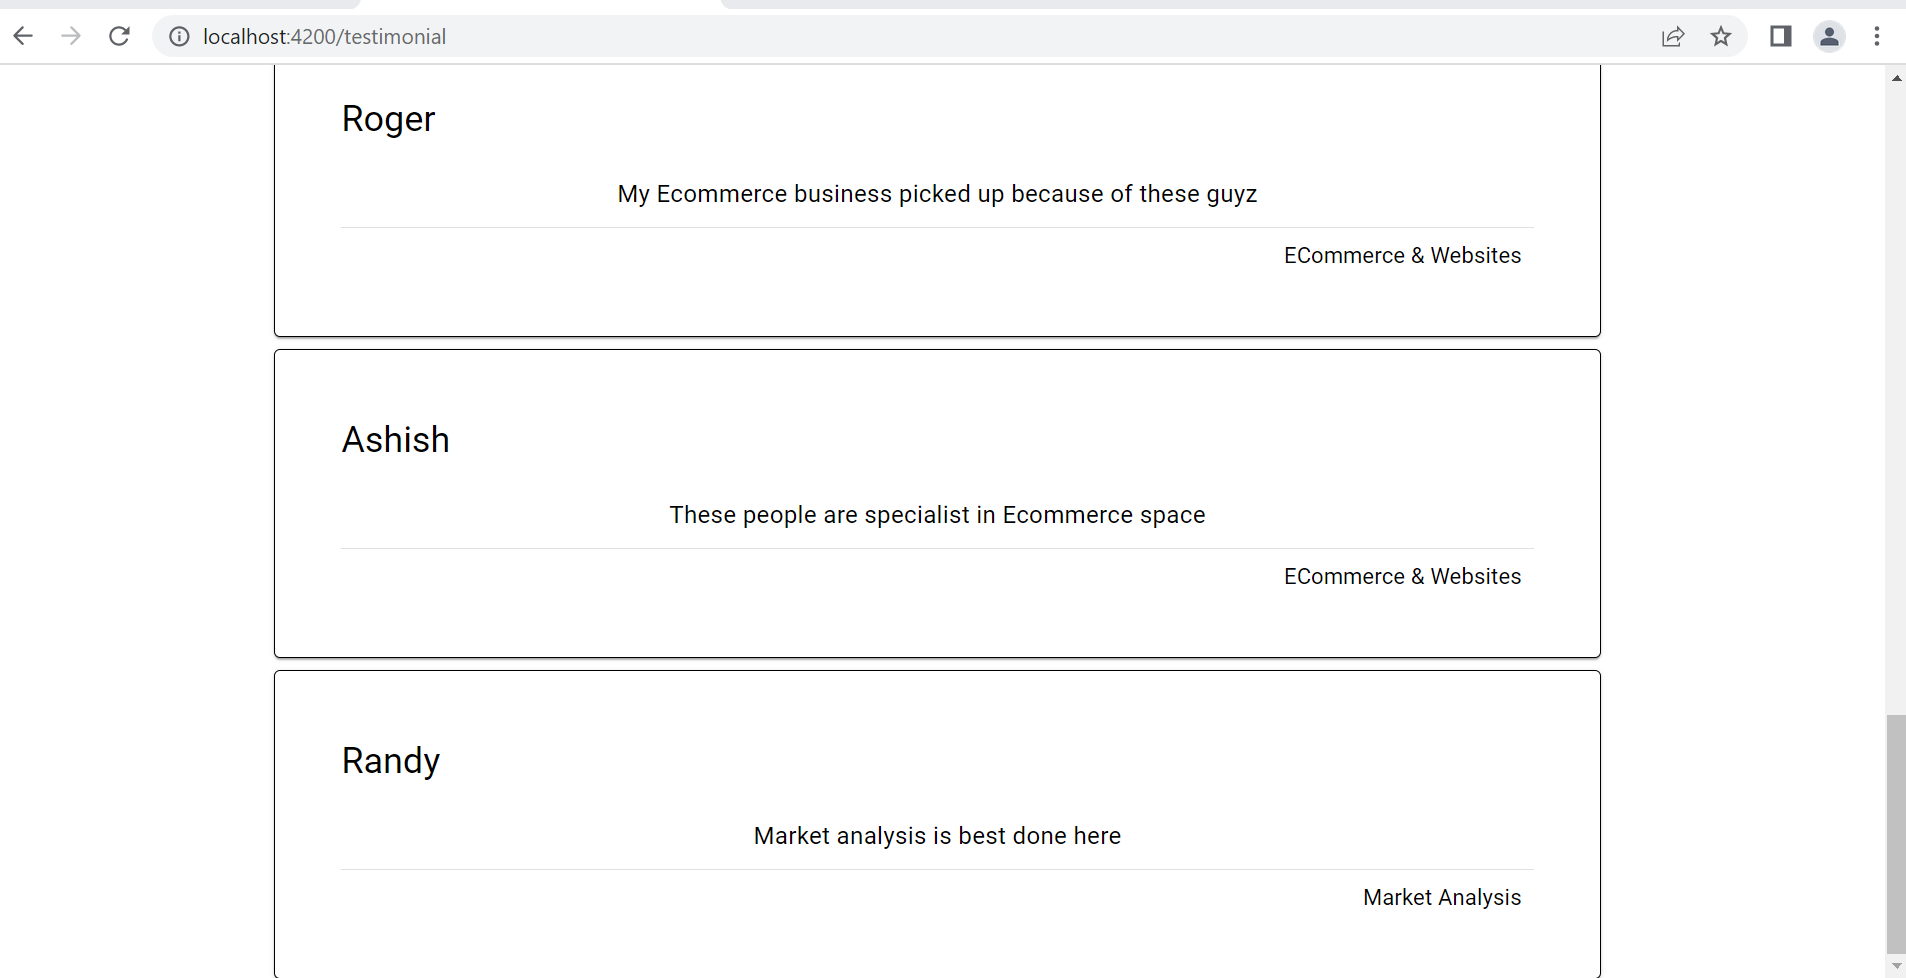 localhost:4200/testimonial
Roger
My Ecommerce business picked up because of these guyz
ECommerce & Websites
Ashish
These people are specialist in Ecommerce space
ECommerce & Websites
Randy
Market analysis is best done here
Market Analysis